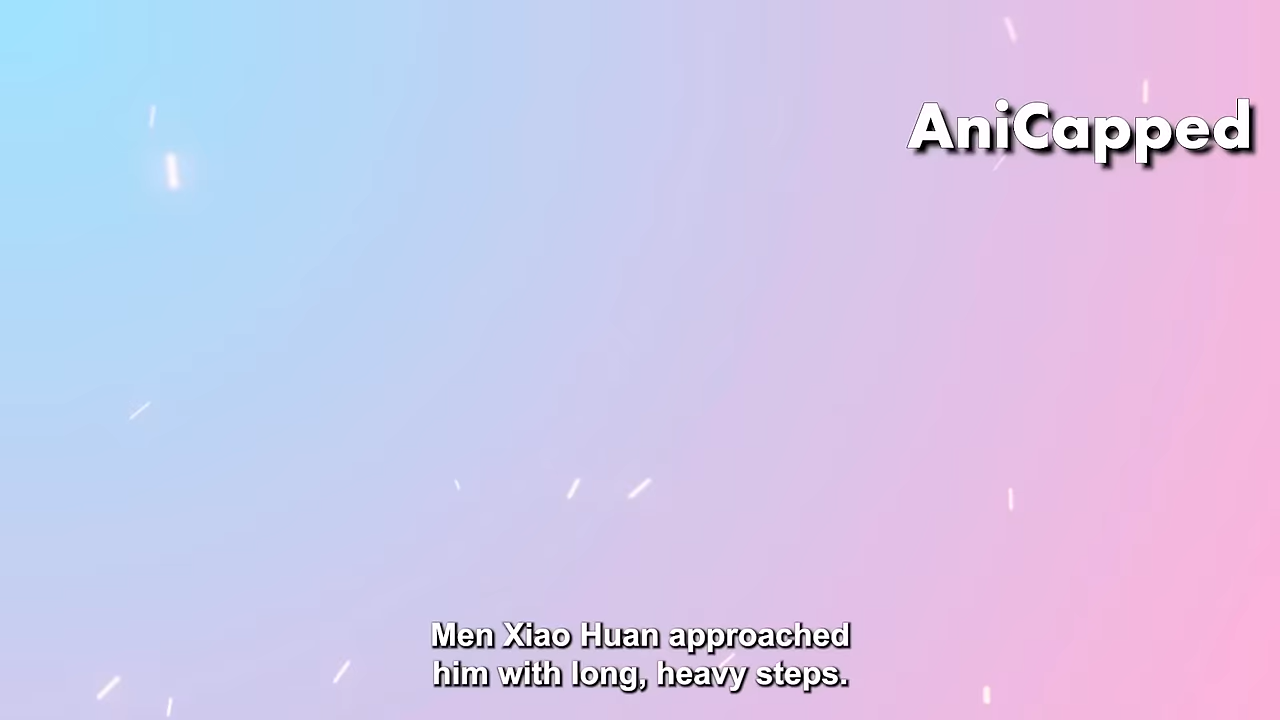 AniCapped
Men Xiao Huan approached
him with long, heavy steps.